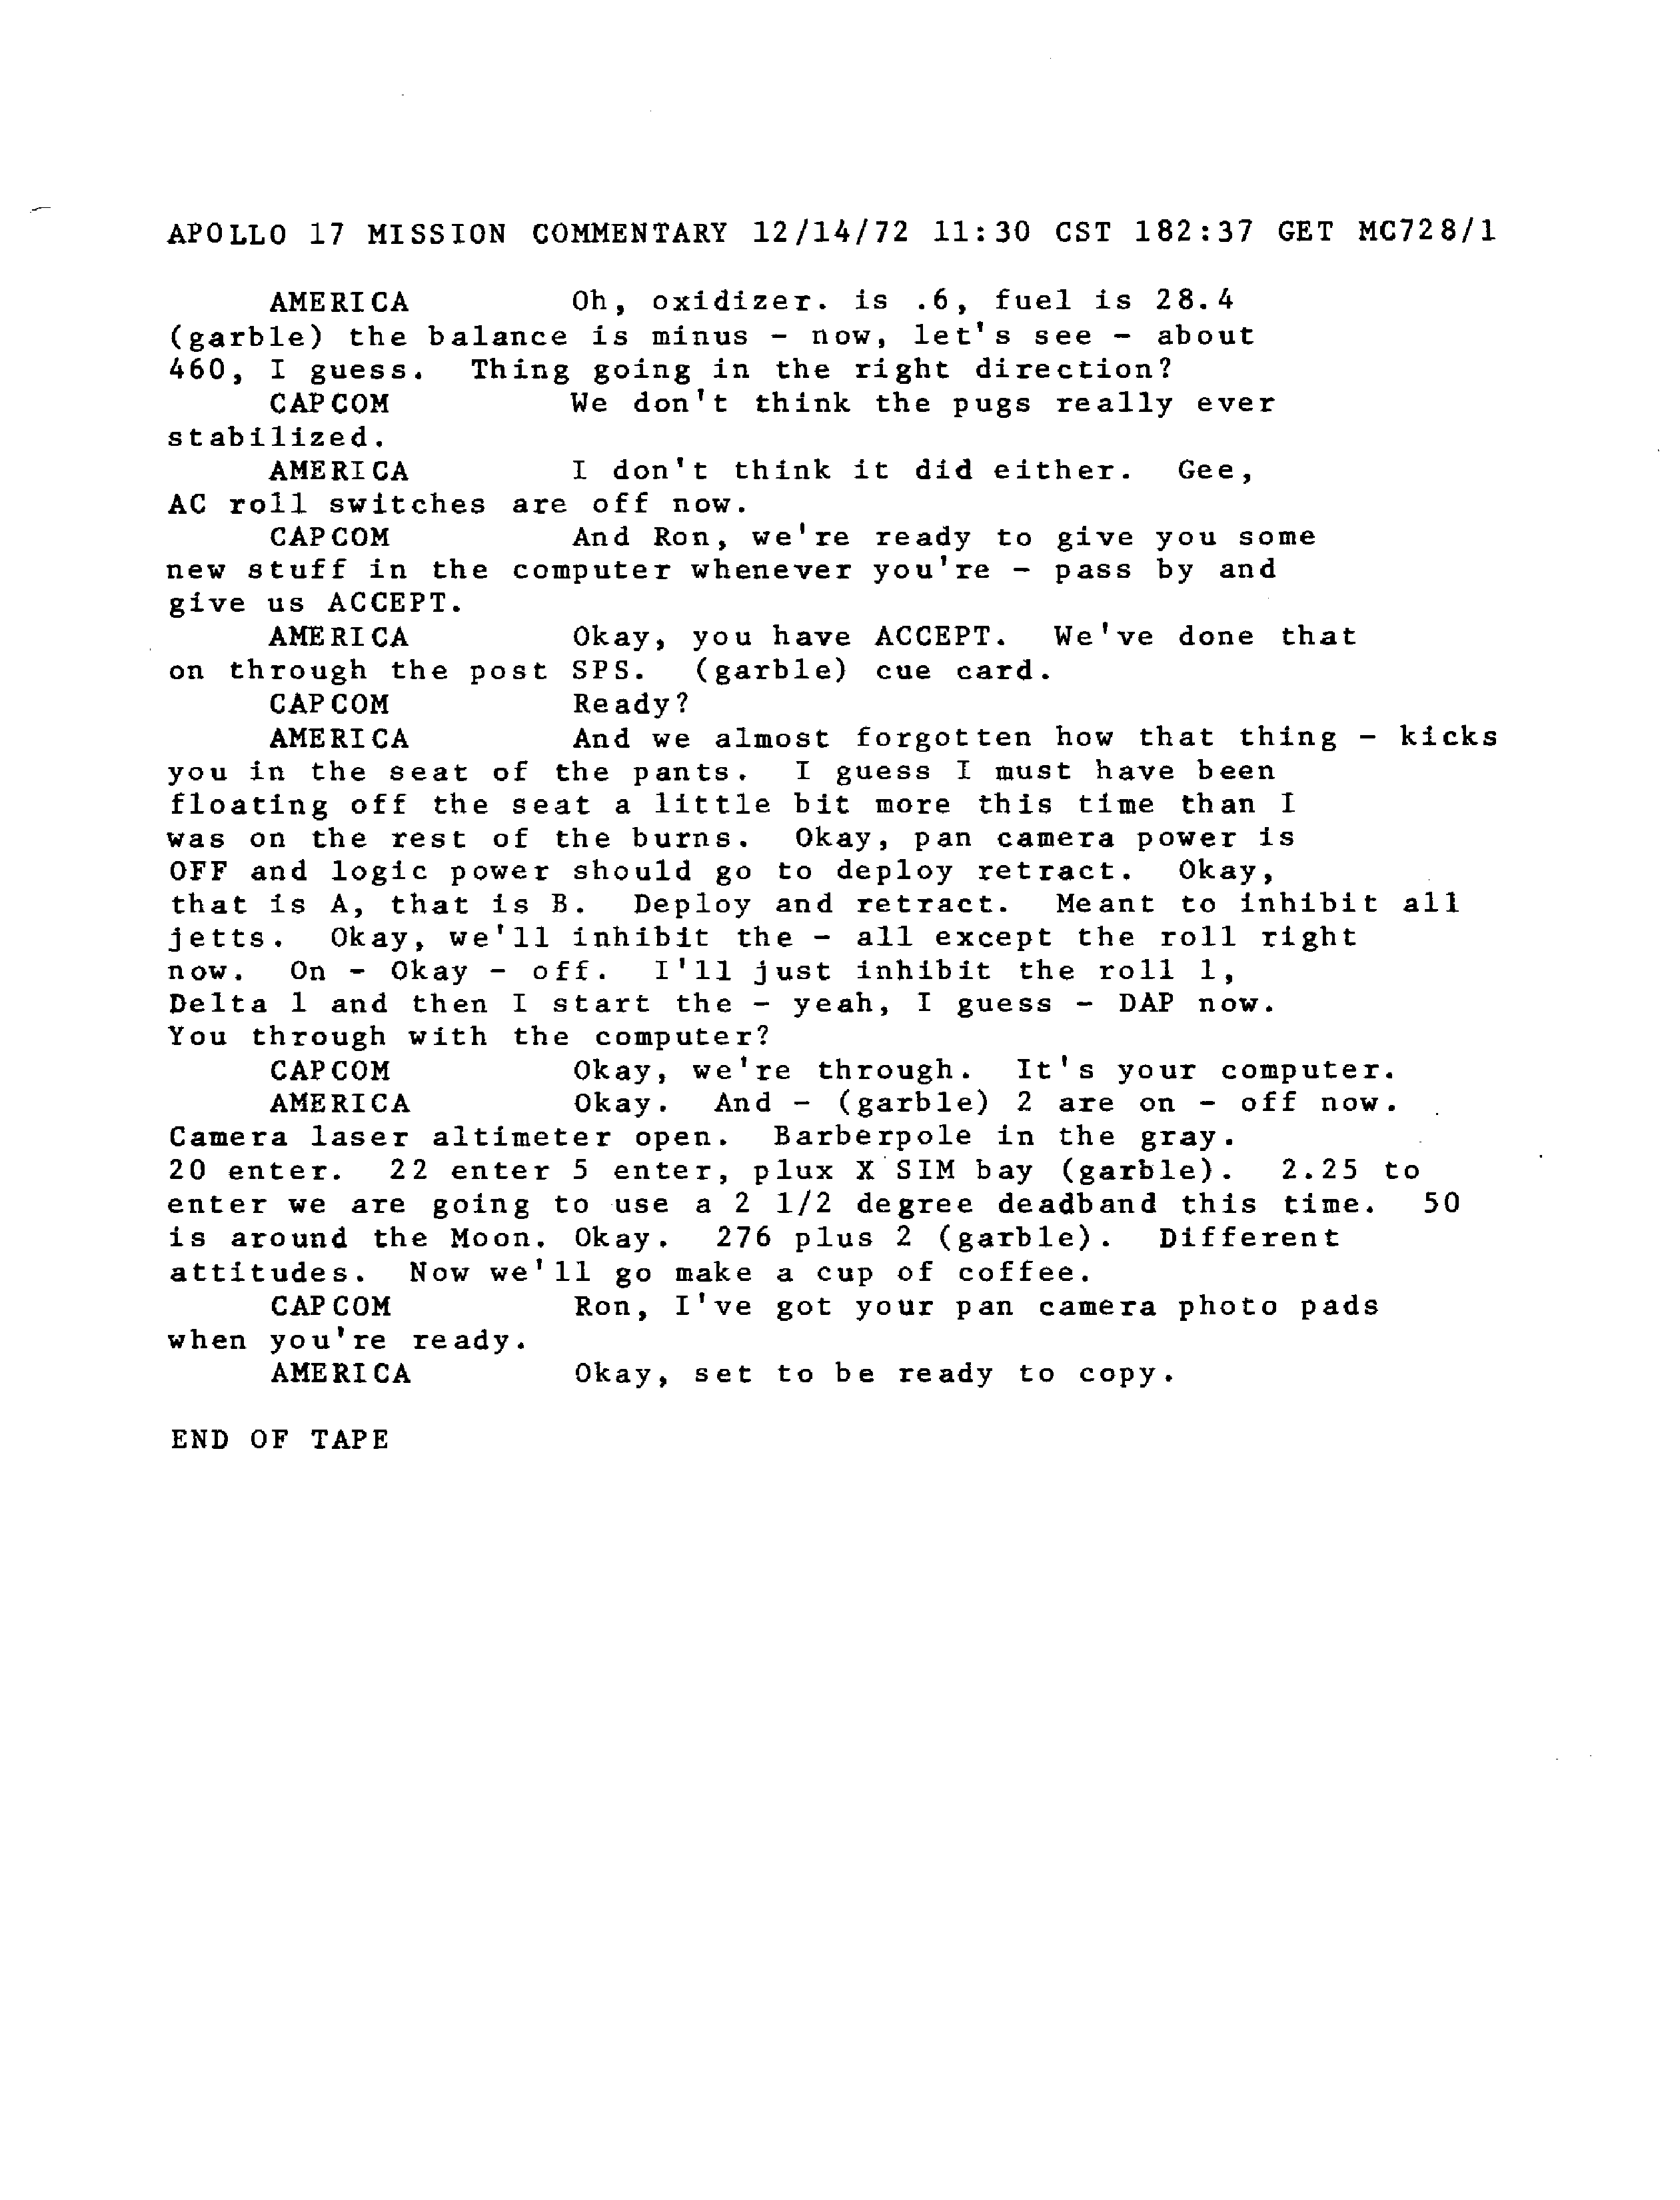 APOLLO 17 MISSION COMMENTARY 12/14/72 11:30 CST 182:37 GET MC728/1
AMERICA Oh, oxidizer. is .6, fuel is 28.4
(garble) the balance is minus - now, let's see - about
460, I guess. Thing going in the right direction?
CAPCOM We don't think the pugs really ever
stabilized.
AMERICA I don't think it did either. Gee,
AC roll switches are off now.
CAPCOM And Ron, we're ready to give you some
new stuff in the computer whenever you're - pass by and
give us ACCEPT.
AMERICA Okay, you have ACCEPT. We've done that
on through the post SPS. (garble) cue card.
CAPCOM Ready?
AMERICA And we almost forgotten how that thing - kicks
you in the seat of the pants. I guess I must have been
floating off the seat a little bit more this time than I
was on the rest of the burns. Okay, pan camera power is
OFF and logic power should go to deploy retract. Okay,
that is A, that is B. Deploy and retract. Meant to inhibit all
jetts. Okay, we'll inhibit the - all except the roll right
now. On - Okay - off. I'll just inhibit the roll 1,
Delta 1 and then I start the - yeah, I guess - DAP now.
You through with the computer?
CAPCOM Okay, we're through. It's your computer.
AMERICA Okay. And - (garble) 2 are on - off now.
Camera laser altimeter open. Barberpole in the gray.
20 enter. 22 enter 5 enter, plux X SIM bay (garble). 2.25 to
enter we are going to use a 2 1/2 degree deadband this time. 50
is around the Moon. Okay. 276 plus 2 (garble). Different
attitudes. Now we'll go make a cup of coffee.
CAPCOM Ron, I've got your pan camera photo pads
when you're ready.
AMERICA Okay, set to be ready to copy.
END OF TAPE